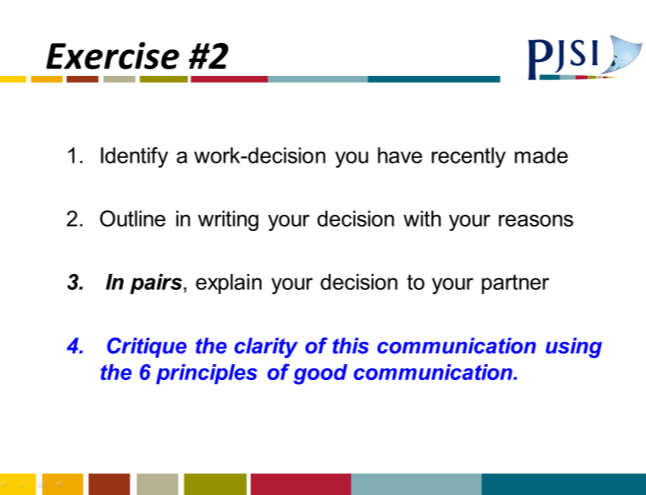 Exercise #2
PJSI
1. Identify a work-decision you have recently made
2. Outline in writing your decision with your reasons
3. In pairs, explain your decision to your partner
4. Critique the clarity of this communication using
the 6 principles of good communication.